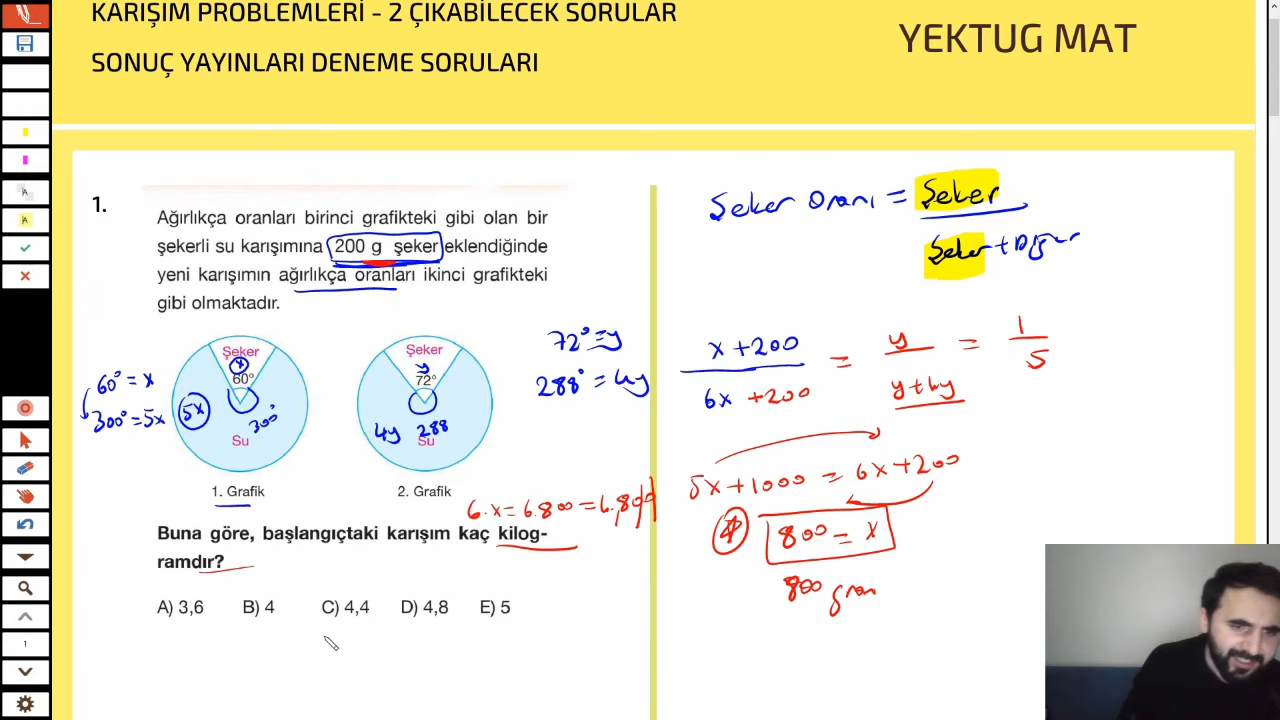 KARIŞIM PROBLEMLERİ - 2 ÇIKABİLECEK SORULAR
SONUÇ YAYINLARI DENEME SORULARI
YEKTUG MAT
1.
Ağırlıkça oranları birinci grafikteki gibi olan bir
şekerli su karışımına 200 g şeker eklendiğinde
yeni karışımın ağırlıkça oranları ikinci grafikteki
gibi olmaktadır.
60° = x
300° = 5x
Şeker
x
60°
5x
300°
Su
1. Grafik
Şeker
y
72°
4y 288
Su
2. Grafik
72° = y
288° = 4y
6.x = 6.800 =
Buna göre, başlangıçtaki karışım kaç kilog-
ramdır?
A) 3,6 B) 4 C) 4,4 D) 4,8 E) 5
Şeker Oranı = Şeker
Şeker + Diğer
x + 200 = y = 1
6x + 200 y + 4y 5
5x + 1000 = 6x + 200
800 = x
800 gram
1